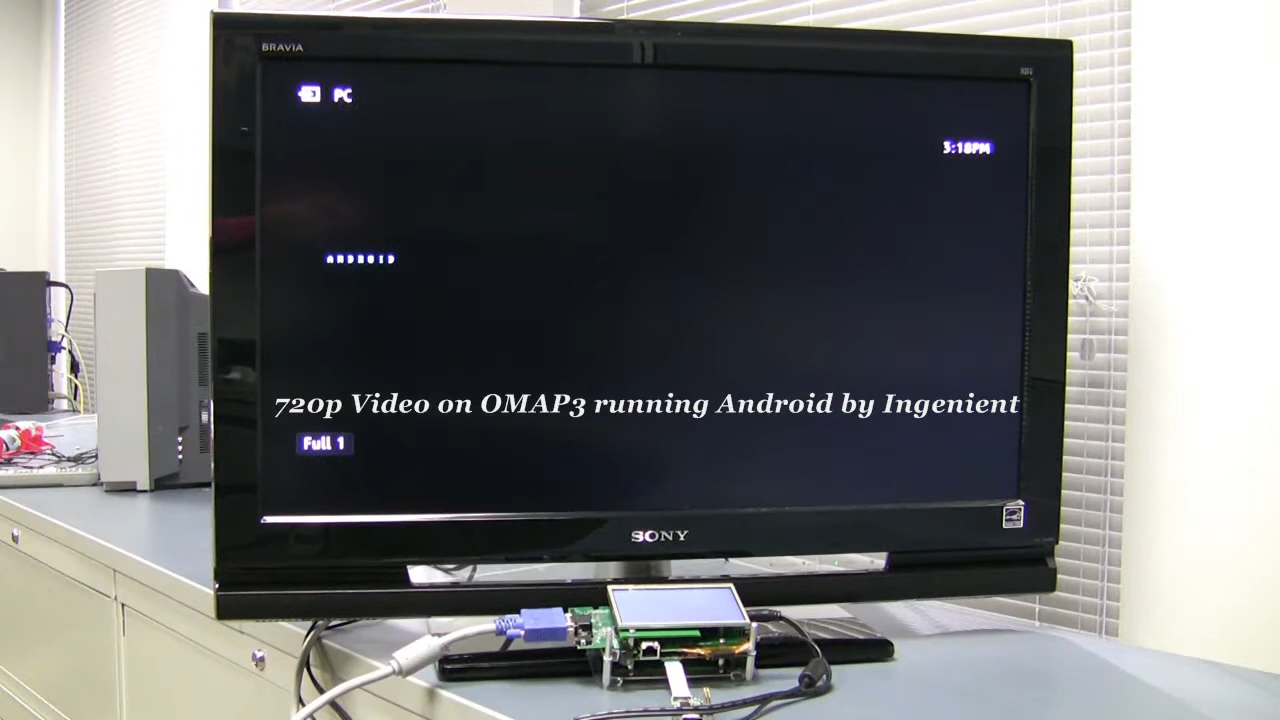 BRAVIA
PC
3:18PM
ANDROID
720p Video on OMAP3 running Android by Ingenient
Full 1
SONY